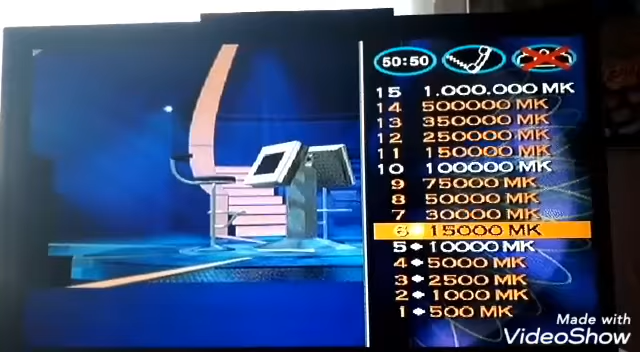 50:50
15 1.000.000 MK
14 500000 MK
13 350000 MK
12 250000 MK
11 150000 MK
10 100000 MK
9 75000 MK
8 50000 MK
7 30000 MK
6 15000 MK
5 10000 MK
4 5000 MK
3 2500 MK
2 1000 MK
1 500 MK
Made with
VideoShow